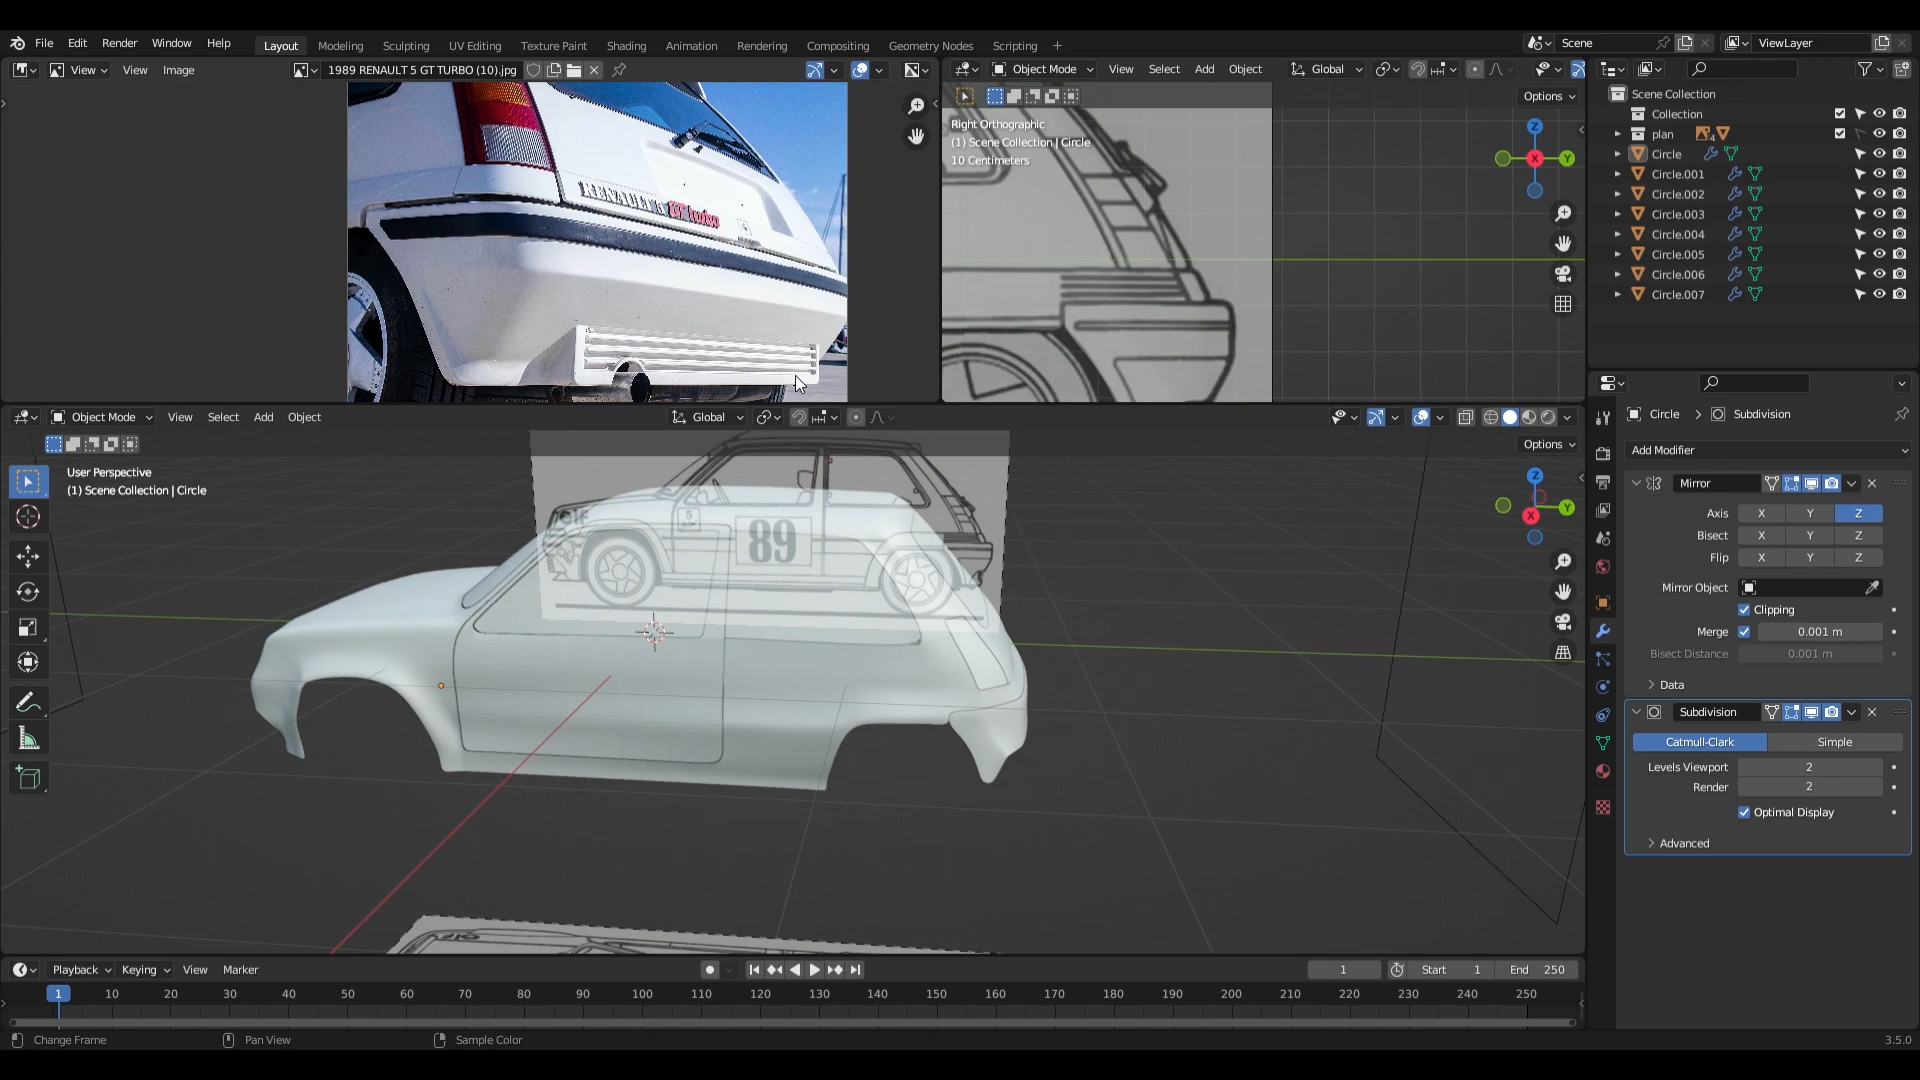 File Edit Render Window Help
Layout Modeling Sculpting UV Editing Texture Paint Shading Animation Rendering Compositing Geometry Nodes Scripting +
Scene
ViewLayer
View View Image
1989 RENAULT 5 GT TURBO (10).jpg
Object Mode View Select Add Object Global
Options
Right Orthographic
(1) Scene Collection | Circle
10 Centimeters
Z
X
Y
RENAULT 5 GT turbo
Scene Collection
Collection
plan
4
Circle
Circle.001
Circle.002
Circle.003
Circle.004
Circle.005
Circle.006
Circle.007
Object Mode View Select Add Object Global
Options
User Perspective
(1) Scene Collection | Circle
Z
Y
X
elf
5
89
Circle > Subdivision
Add Modifier
Mirror
Axis X Y Z
Bisect X Y Z
Flip X Y Z
Mirror Object
Clipping
Merge 0.001 m
Bisect Distance 0.001 m
Data
Subdivision
Catmull-Clark Simple
Levels Viewport 2
Render 2
Optimal Display
Advanced
Playback Keying View Marker
1
Start 1 End 250
1 10 20 30 40 50 60 70 80 90 100 110 120 130 140 150 160 170 180 190 200 210 220 230 240 250
Change Frame Pan View Sample Color
3.5.0